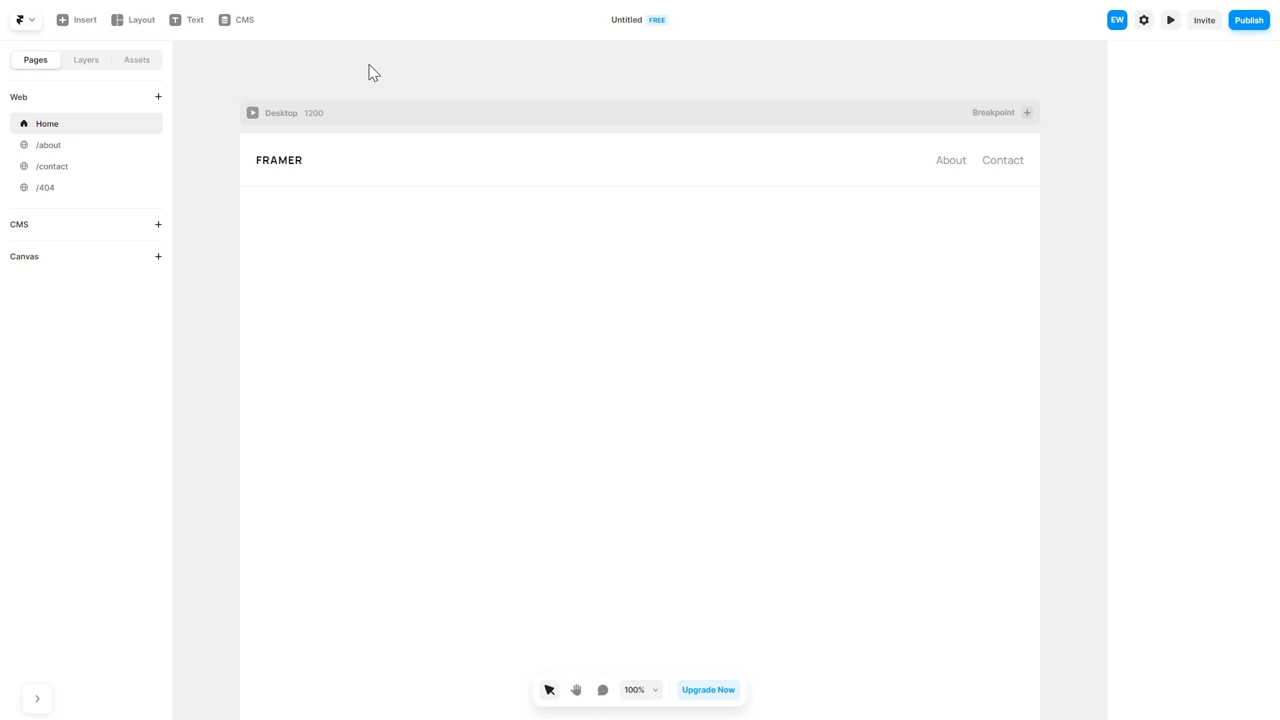 Insert Layout Text CMS Untitled FREE EW Invite Publish
Pages Layers Assets
Web
Home
/about
/contact
/404
CMS
Canvas
Desktop 1200 Breakpoint
FRAMER About Contact
100% Upgrade Now